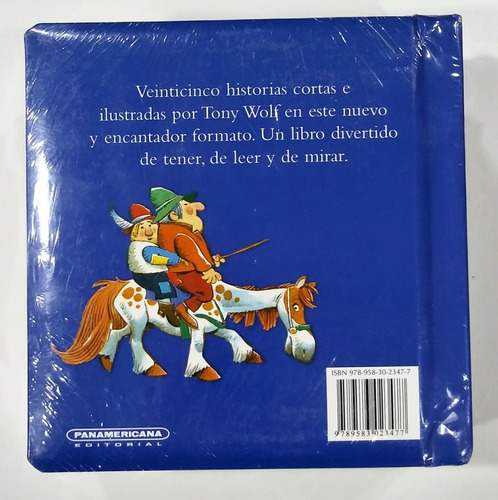 Veinticinco historias cortas e
ilustradas por Tony Wolf en este nuevo
y encantador formato. Un libro divertido
de tener, de leer y de mirar.
ISBN 978-958-30-2347-7
9789583023477
PANAMERICANA
EDITORIAL